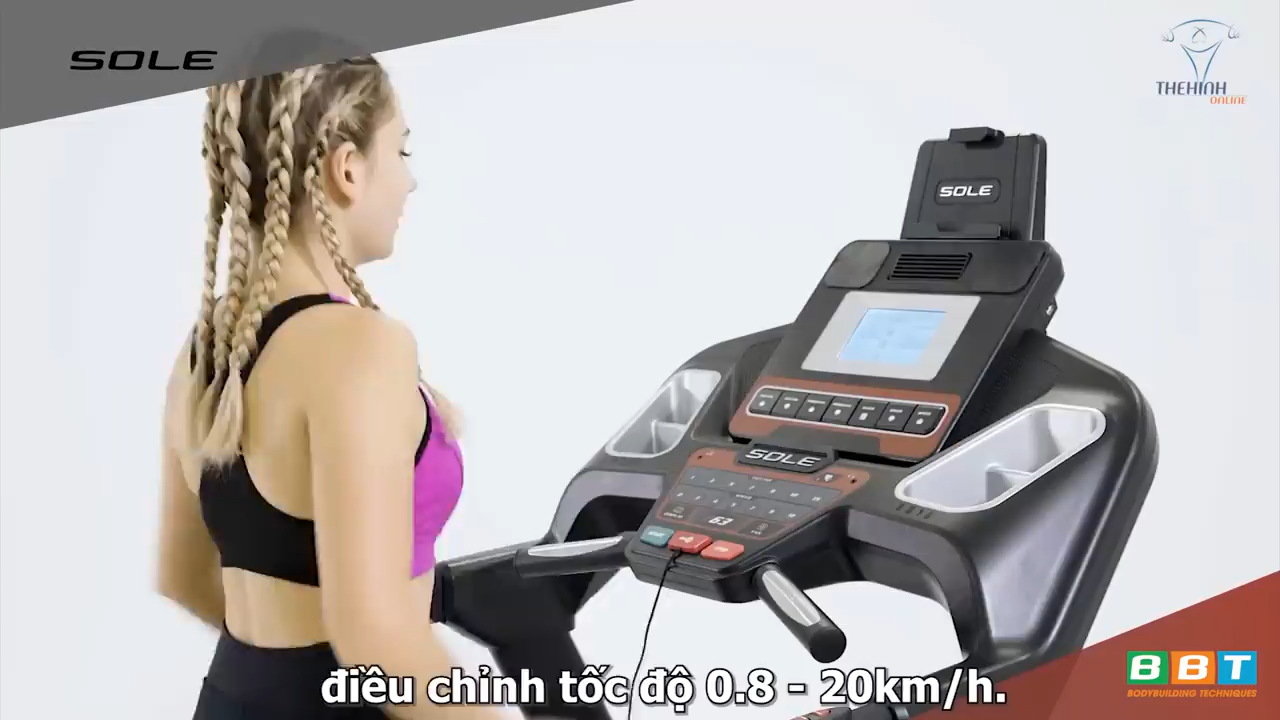 SOLE
THEHINH
ONLINE
SOLE
SOLE
63
điều chỉnh tốc độ 0.8 - 20km/h.
BBT
BODYBUILDING TECHNIQUES